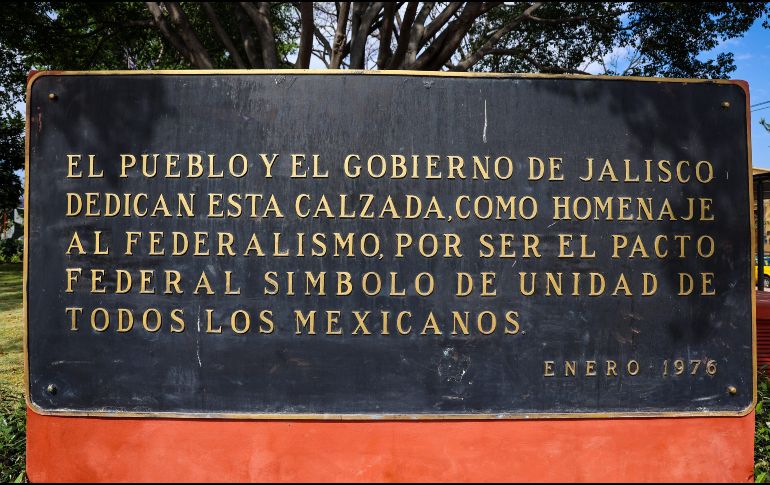 EL PUEBLO Y EL GOBIERNO DE JALISCO
DEDICAN ESTA CALZADA, COMO HOMENAJE
AL FEDERALISMO, POR SER EL PACTO
FEDERAL SIMBOLO DE UNIDAD DE
TODOS LOS MEXICANOS.
ENERO 1976